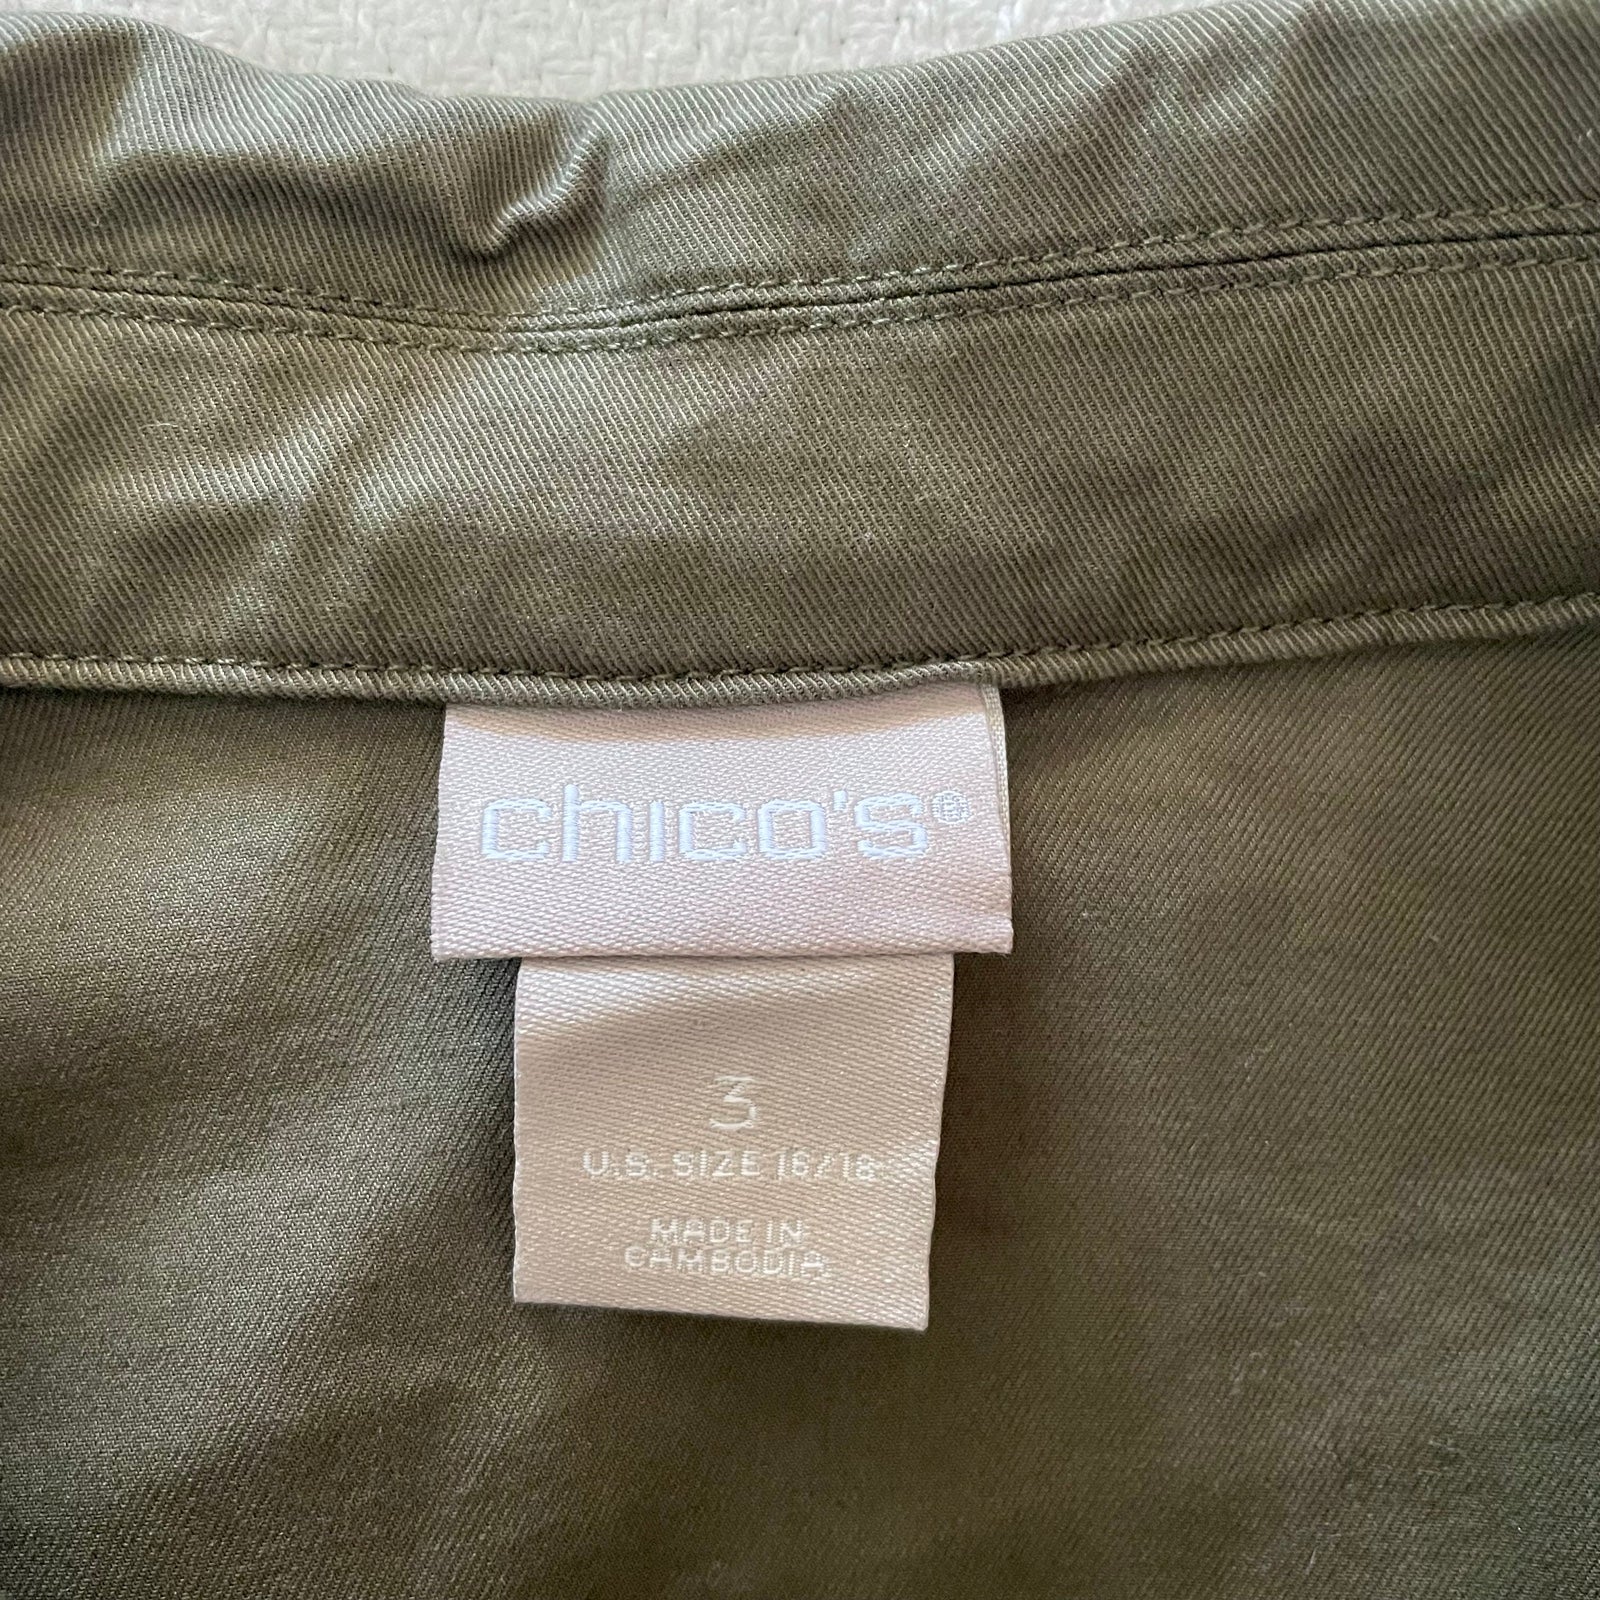 chico's®
3
U.S. SIZE 16/18
MADE IN
CAMBODIA